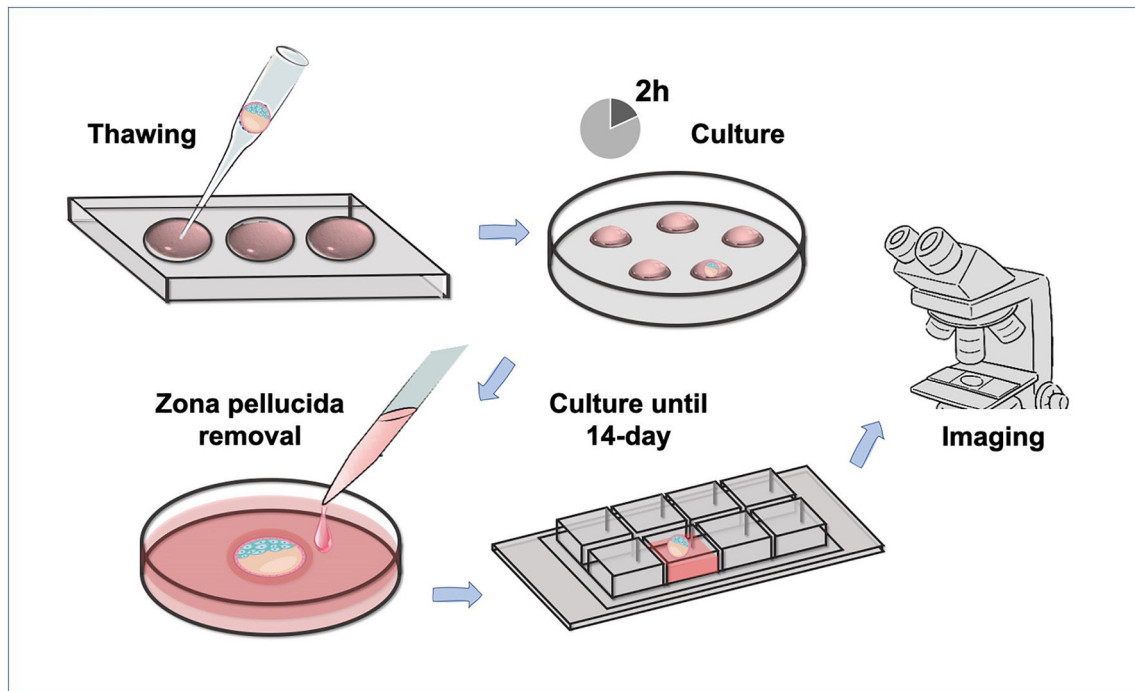 Thawing
2h
Culture
Zona pellucida
removal
Culture until
14-day
Imaging